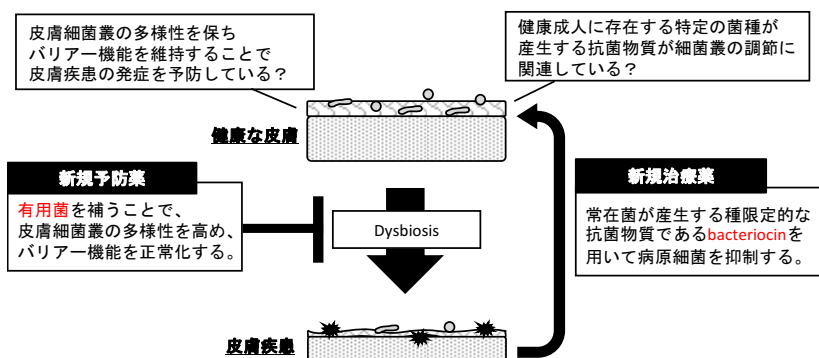 皮膚細菌叢の多様性を保ち
バリアー機能を維持することで
皮膚疾患の発症を予防している？
健康成人に存在する特定の菌種が
産生する抗菌物質が細菌叢の調節に
関連している？
健康な皮膚
新規予防薬
有用菌を補うことで、
皮膚細菌叢の多様性を高め、
バリアー機能を正常化する。
Dysbiosis
新規治療薬
常在菌が産生する種限定的な
抗菌物質であるbacteriocinを
用いて病原細菌を抑制する。
皮膚疾患